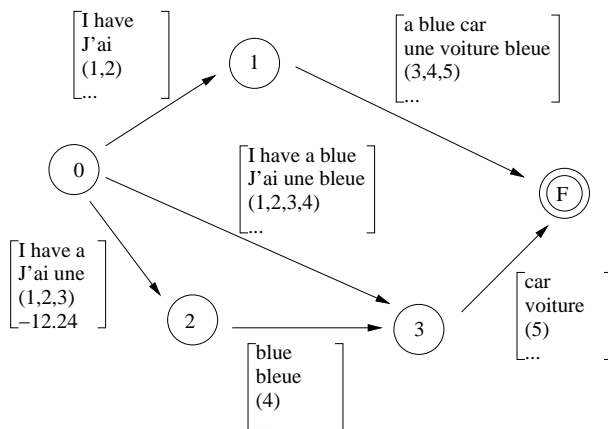 I have
J'ai
(1,2)
...
1
a blue car
une voiture bleue
(3,4,5)
...
0
I have a blue
J'ai une bleue
(1,2,3,4)
...
F
I have a
J'ai une
(1,2,3)
−12.24
2
3
car
voiture
(5)
...
blue
bleue
(4)